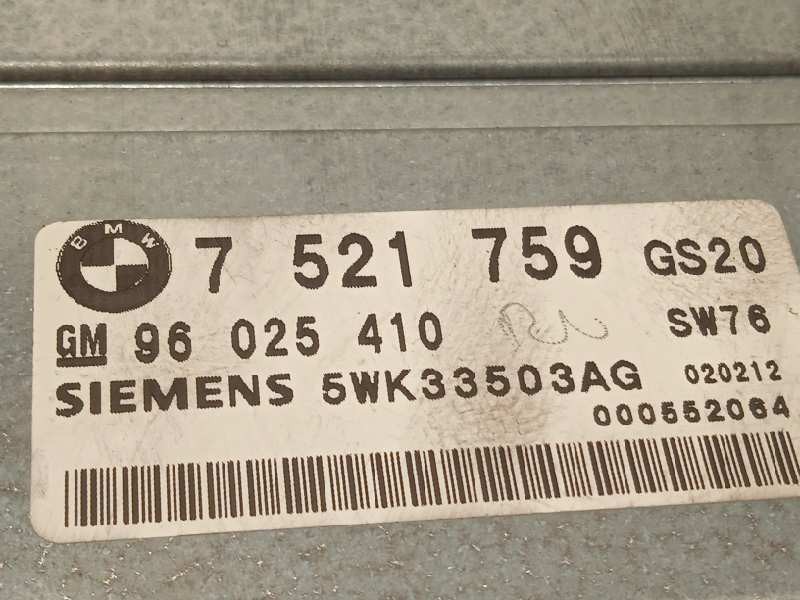 BMW 7 521 759 GS20
GM 96 025 410 SW76
SIEMENS 5WK33503AG 020212
000552064